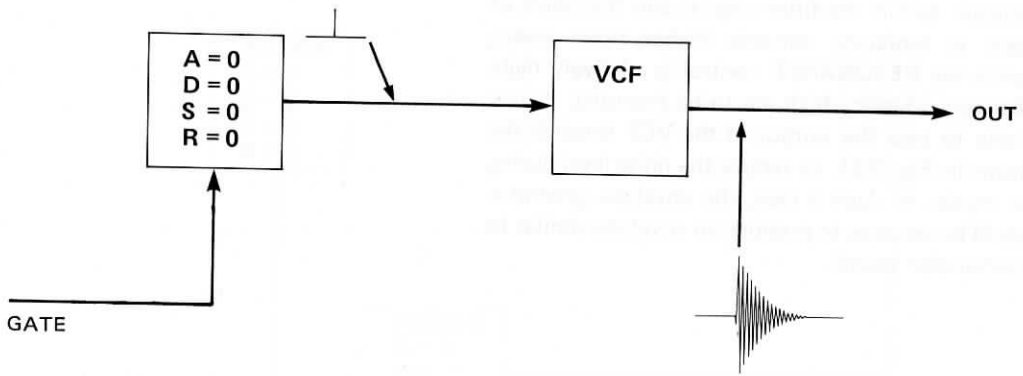 A = 0
D = 0
S = 0
R = 0
VCF
OUT
GATE